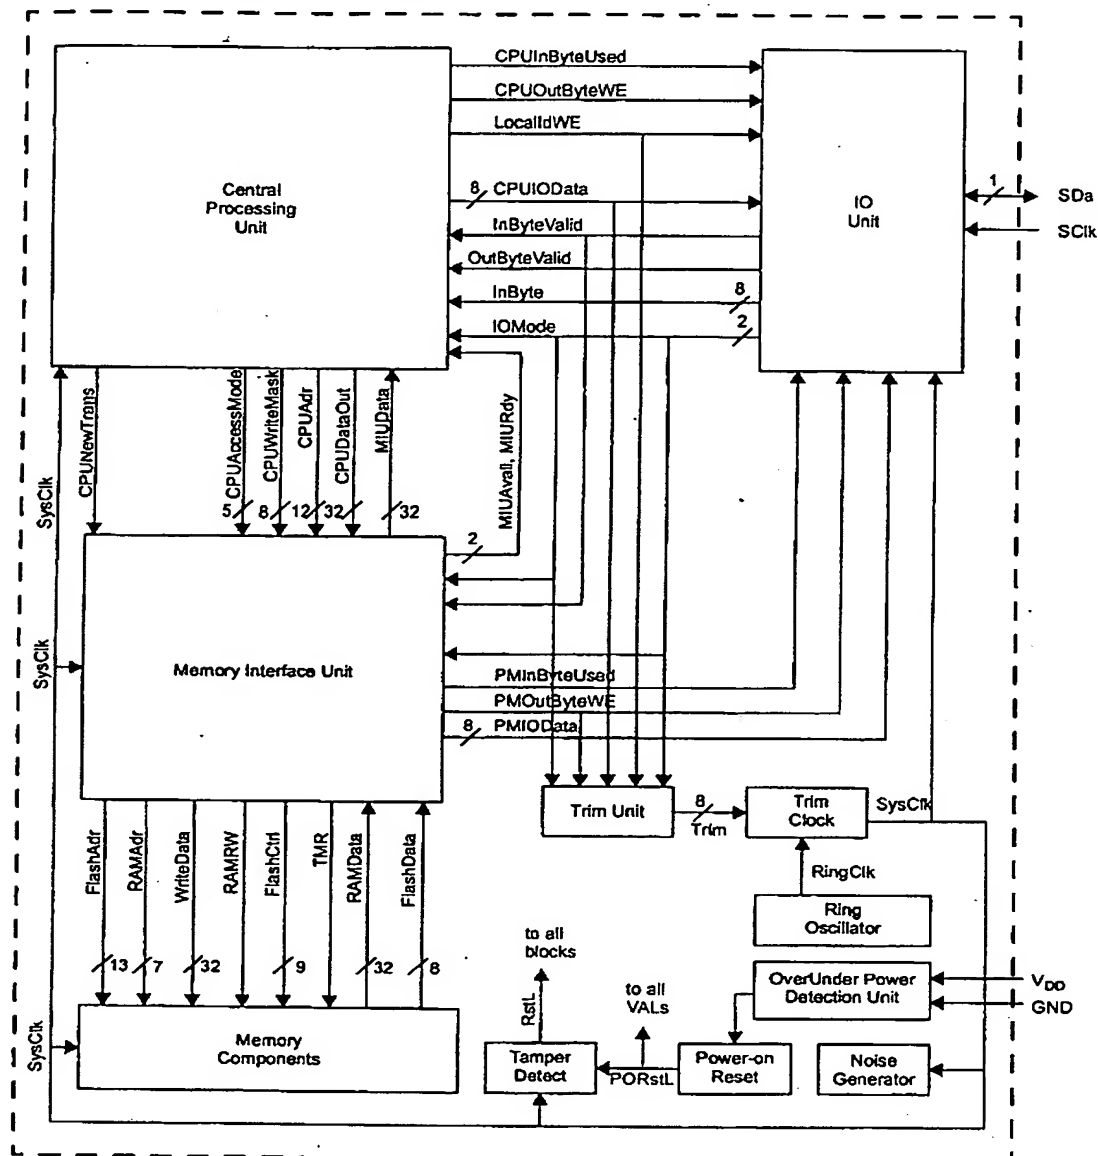 CPUInByteUsed
CPUOutByteWE
LocalIdWE
Central
Processing
Unit
8 CPUIOData
IO
Unit
1
SDa
SClk
InByteValid
OutByteValid
InByte
8
IOMode
2
SysClk
CPUNewTrans
CPUAccessMode
5
CPUWriteMask
8
CPUAdr
12
CPUDataOut
32
MIUData
32
MIUAvail, MIURdy
2
SysClk
Memory Interface Unit
PMInByteUsed
PMOutByteWE
8 PMIOData
Trim Unit
8
Trim
Trim
Clock
SysClk
RingClk
Ring
Oscillator
FlashAdr
13
RAMAdr
7
WriteData
32
RAMRW
FlashCtrl
9
TMR
RAMData
32
FlashData
8
to all
blocks
RstL
to all
VALs
OverUnder Power
Detection Unit
VDD
GND
SysClk
Memory
Components
Tamper
Detect
PORstL
Power-on
Reset
Noise
Generator